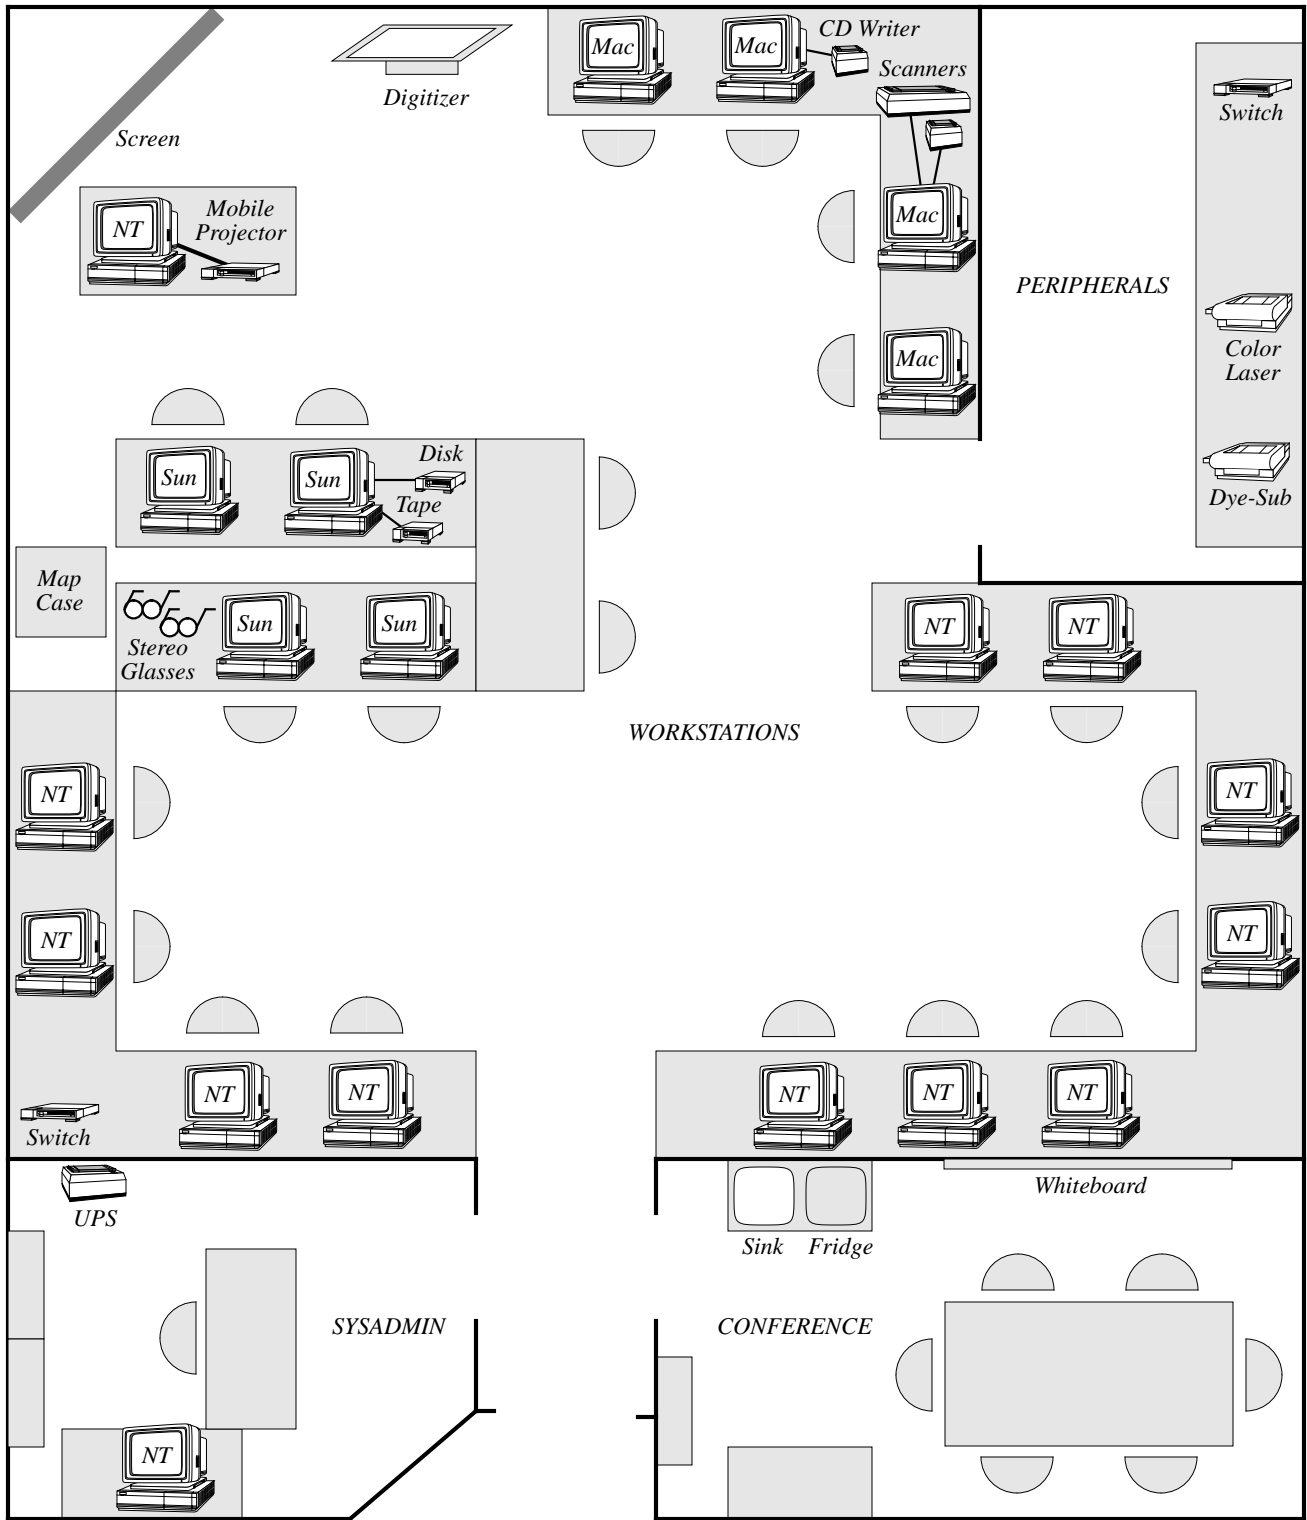 Mac
Mac
CD Writer
Scanners
Digitizer
Switch
Screen
Mobile
Projector
NT
Mac
PERIPHERALS
Mac
Color
Laser
Sun
Sun
Disk
Tape
Dye-Sub
Map
Case
Stereo
Glasses
Sun
Sun
NT
NT
WORKSTATIONS
NT
NT
NT
NT
NT
NT
NT
NT
NT
Switch
UPS
Whiteboard
Sink
Fridge
SYSADMIN
CONFERENCE
NT